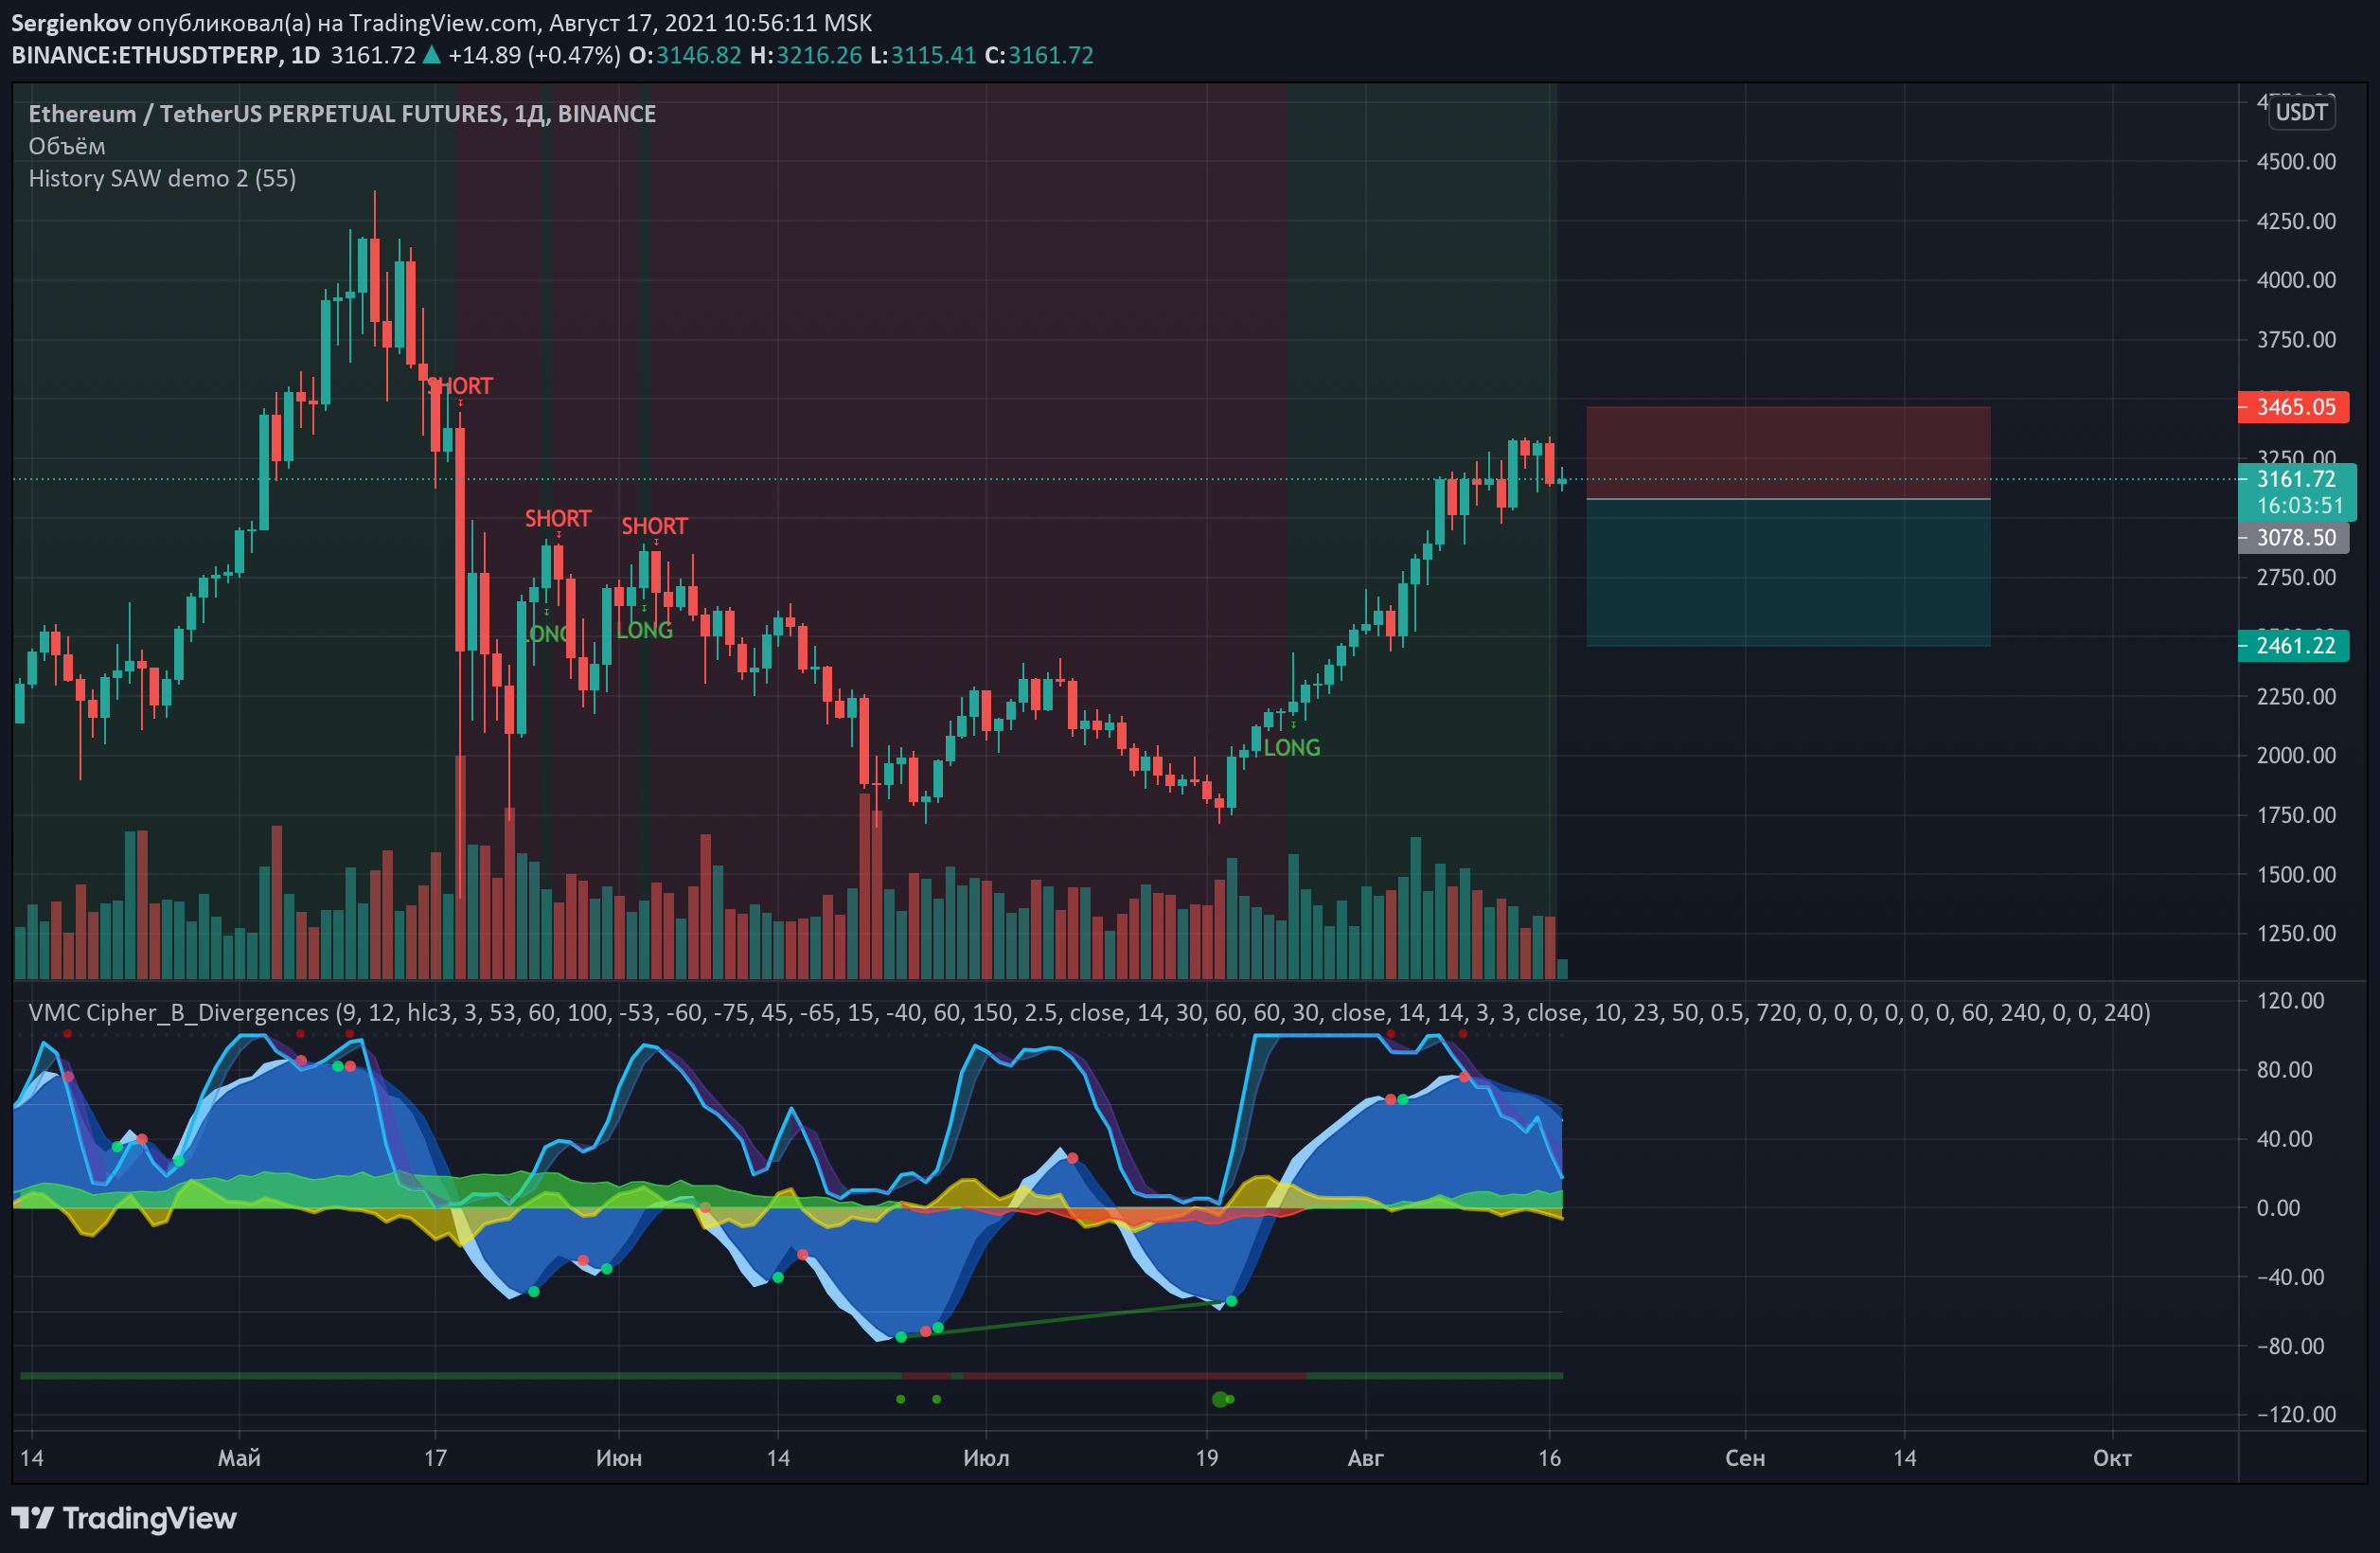 Sergienkov опубликовал(а) на TradingView.com, Август 17, 2021 10:56:11 MSK
BINANCE:ETHUSDTPERP, 1D 3161.72 ▲ +14.89 (+0.47%) O:3146.82 H:3216.26 L:3115.41 C:3161.72
Ethereum / TetherUS PERPETUAL FUTURES, 1Д, BINANCE
Объём
History SAW demo 2 (55)
USDT
4500.00
4250.00
4000.00
3750.00
SHORT
3465.05
3250.00
3161.72
16:03:51
SHORT
SHORT
3078.50
2750.00
LONG
LONG
2461.22
2250.00
LONG
2000.00
1750.00
1500.00
1250.00
VMC Cipher_B_Divergences (9, 12, hlc3, 3, 53, 60, 100, -53, -60, -75, 45, -65, 15, -40, 60, 150, 2.5, close, 14, 30, 60, 60, 30, close, 14, 14, 3, 3, close, 10, 23, 50, 0.5, 720, 0, 0, 0, 0, 0, 0, 60, 240, 0, 0, 240)
120.00
80.00
40.00
0.00
−40.00
−80.00
−120.00
14 Май 17 Июн 14 Июл 19 Авг 16 Сен 14 Окт
TradingView